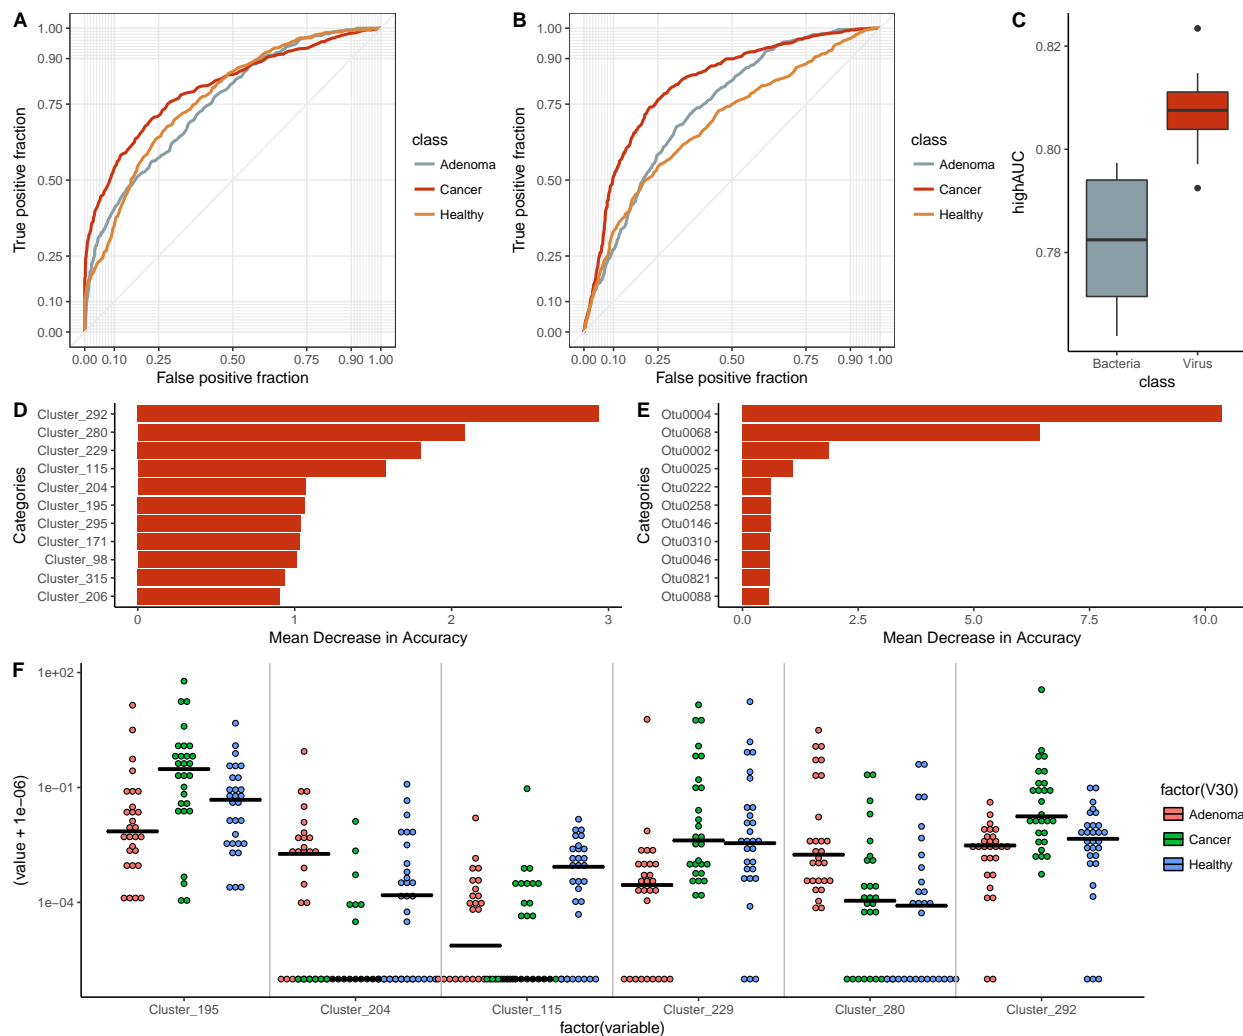 A
1.00
0.90
0.75
0.50
0.25
0.10
0.00
True positive fraction
0.00 0.10 0.25 0.50 0.75 0.90 1.00
False positive fraction
class
Adenoma
Cancer
Healthy
B
1.00
0.90
0.75
0.50
0.25
0.10
0.00
True positive fraction
0.00 0.10 0.25 0.50 0.75 0.90 1.00
False positive fraction
class
Adenoma
Cancer
Healthy
C
0.82
0.80
0.78
highAUC
Bacteria Virus
class
D
Cluster_292
Cluster_280
Cluster_229
Cluster_115
Cluster_204
Cluster_195
Cluster_295
Cluster_171
Cluster_98
Cluster_315
Cluster_206
Categories
0 1 2 3
Mean Decrease in Accuracy
E
Otu0004
Otu0068
Otu0002
Otu0025
Otu0222
Otu0258
Otu0146
Otu0310
Otu0046
Otu0821
Otu0088
Categories
0.0 2.5 5.0 7.5 10.0
Mean Decrease in Accuracy
F
1e+02
1e-01
1e-04
(value + 1e-06)
Cluster_195 Cluster_204 Cluster_115 Cluster_229 Cluster_280 Cluster_292
factor(variable)
factor(V30)
Adenoma
Cancer
Healthy